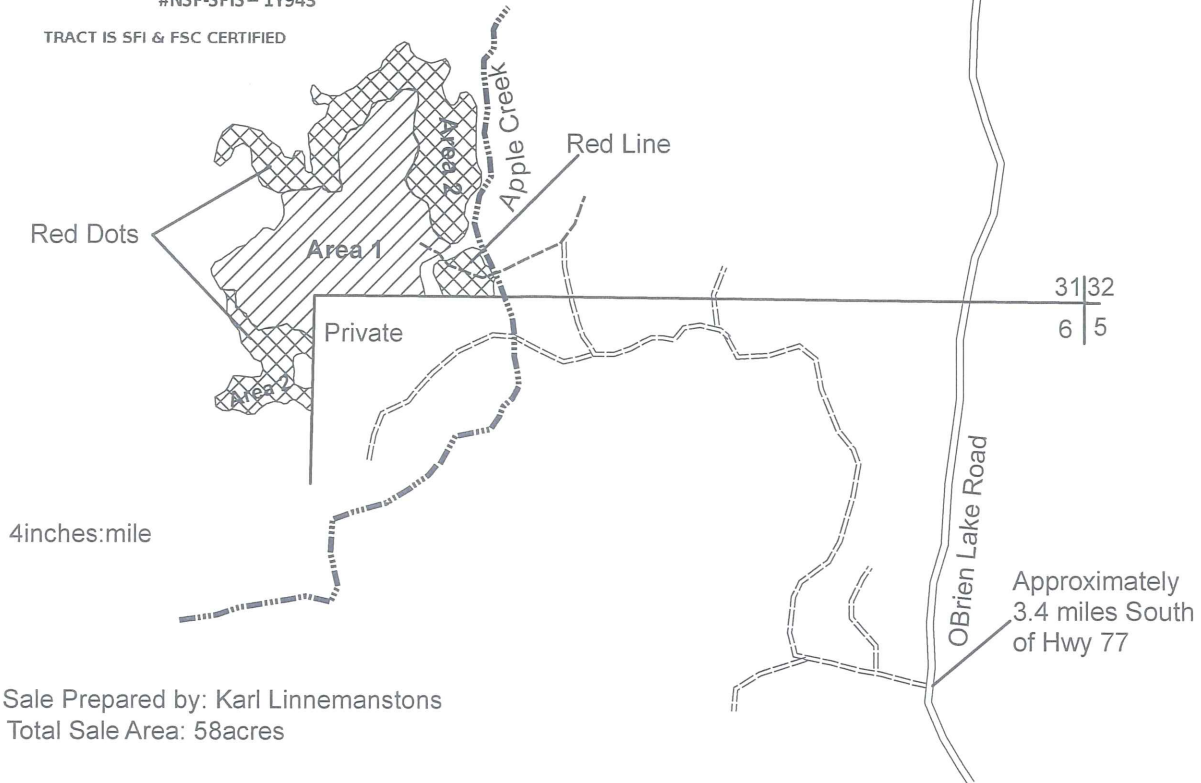 TRACT IS SFI & FSC CERTIFIED
Apple Creek
Red Line
Area 2
Red Dots
Area 1
31 32
6 5
Private
Area 2
4inches:mile
OBrien Lake Road
Approximately
3.4 miles South
of Hwy 77
Sale Prepared by: Karl Linnemanstons
Total Sale Area: 58acres